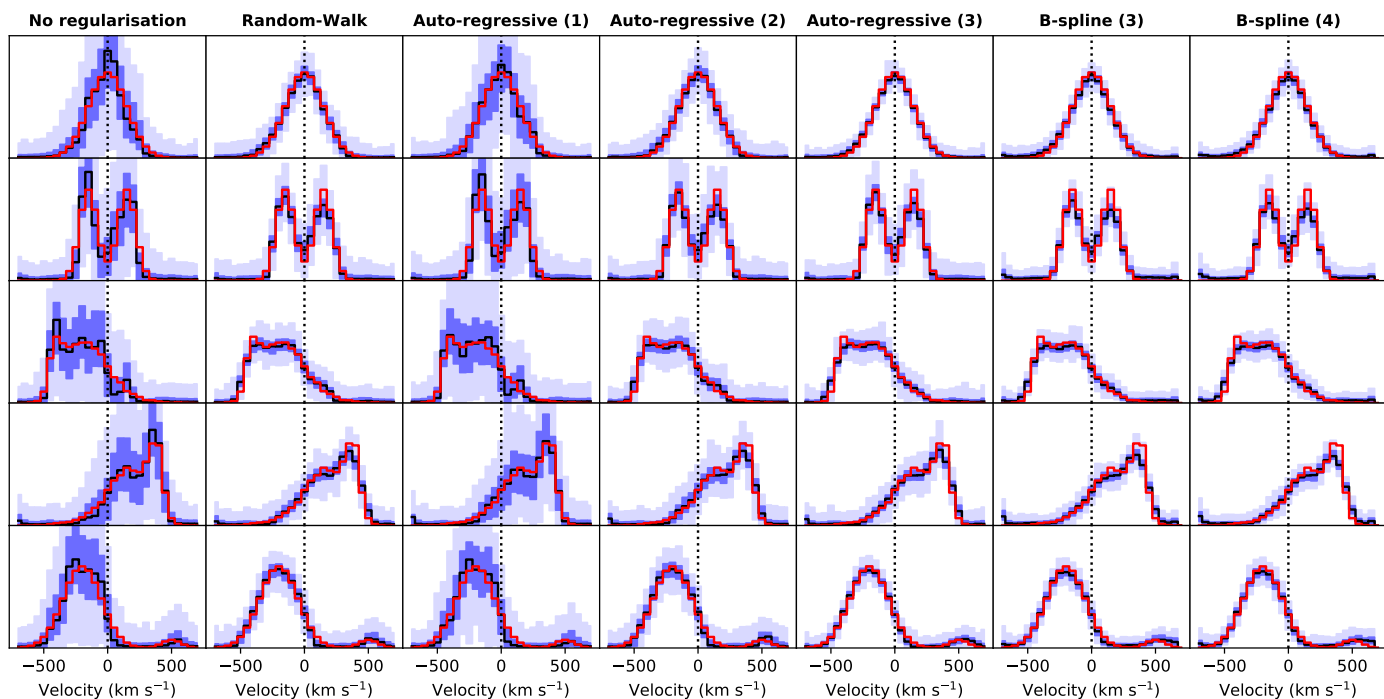 No regularisation Random-Walk Auto-regressive (1) Auto-regressive (2) Auto-regressive (3) B-spline (3) B-spline (4)
−500 0 500 −500 0 500 −500 0 500 −500 0 500 −500 0 500 −500 0 500 −500 0 500
Velocity (km s⁻¹) Velocity (km s⁻¹) Velocity (km s⁻¹) Velocity (km s⁻¹) Velocity (km s⁻¹) Velocity (km s⁻¹) Velocity (km s⁻¹)